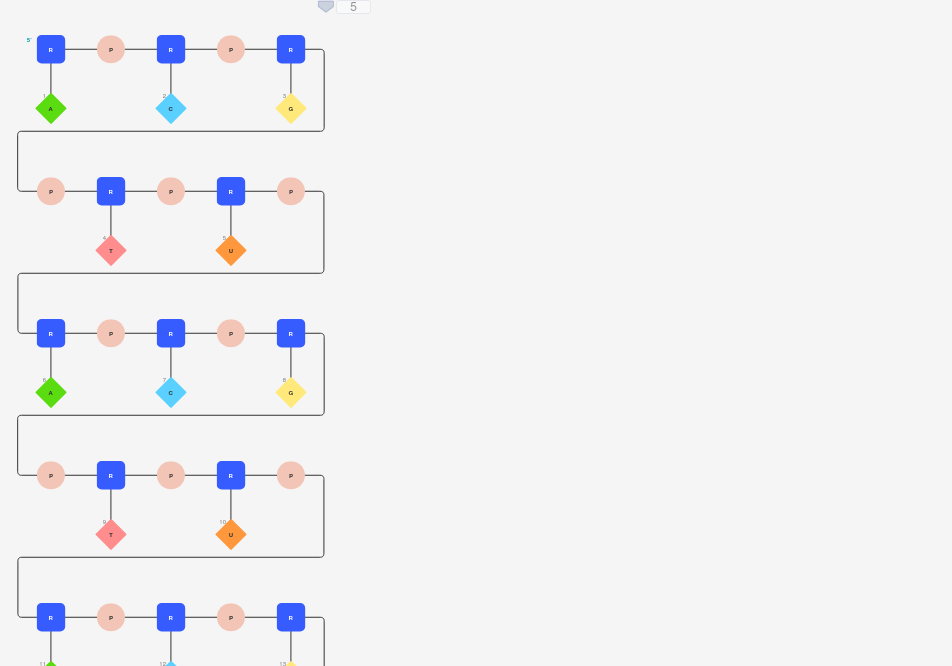 5
5' R P R P R
1 2 3
A C G
P R P R P
4 5
T U
R P R P R
6 7 8
A C G
P R P R P
9 10
T U
R P R P R
11 12 13